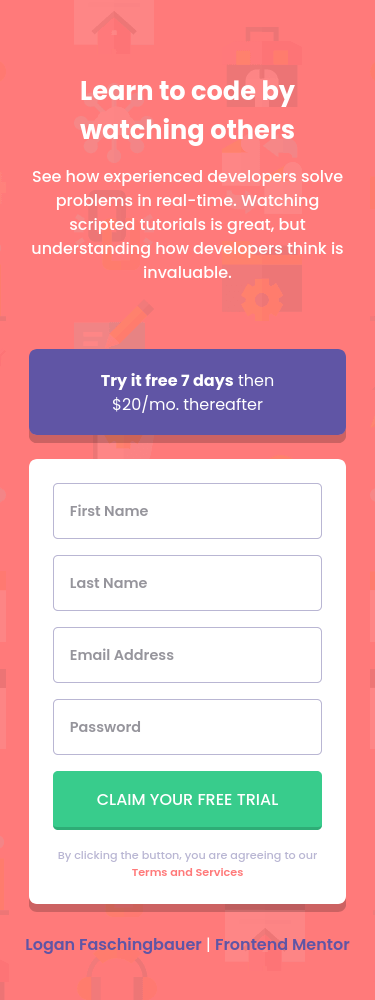 Learn to code by
watching others
See how experienced developers solve
problems in real-time. Watching
scripted tutorials is great, but
understanding how developers think is
invaluable.
Try it free 7 days then
$20/mo. thereafter
First Name
Last Name
Email Address
Password
CLAIM YOUR FREE TRIAL
By clicking the button, you are agreeing to our
Terms and Services
Logan Faschingbauer | Frontend Mentor